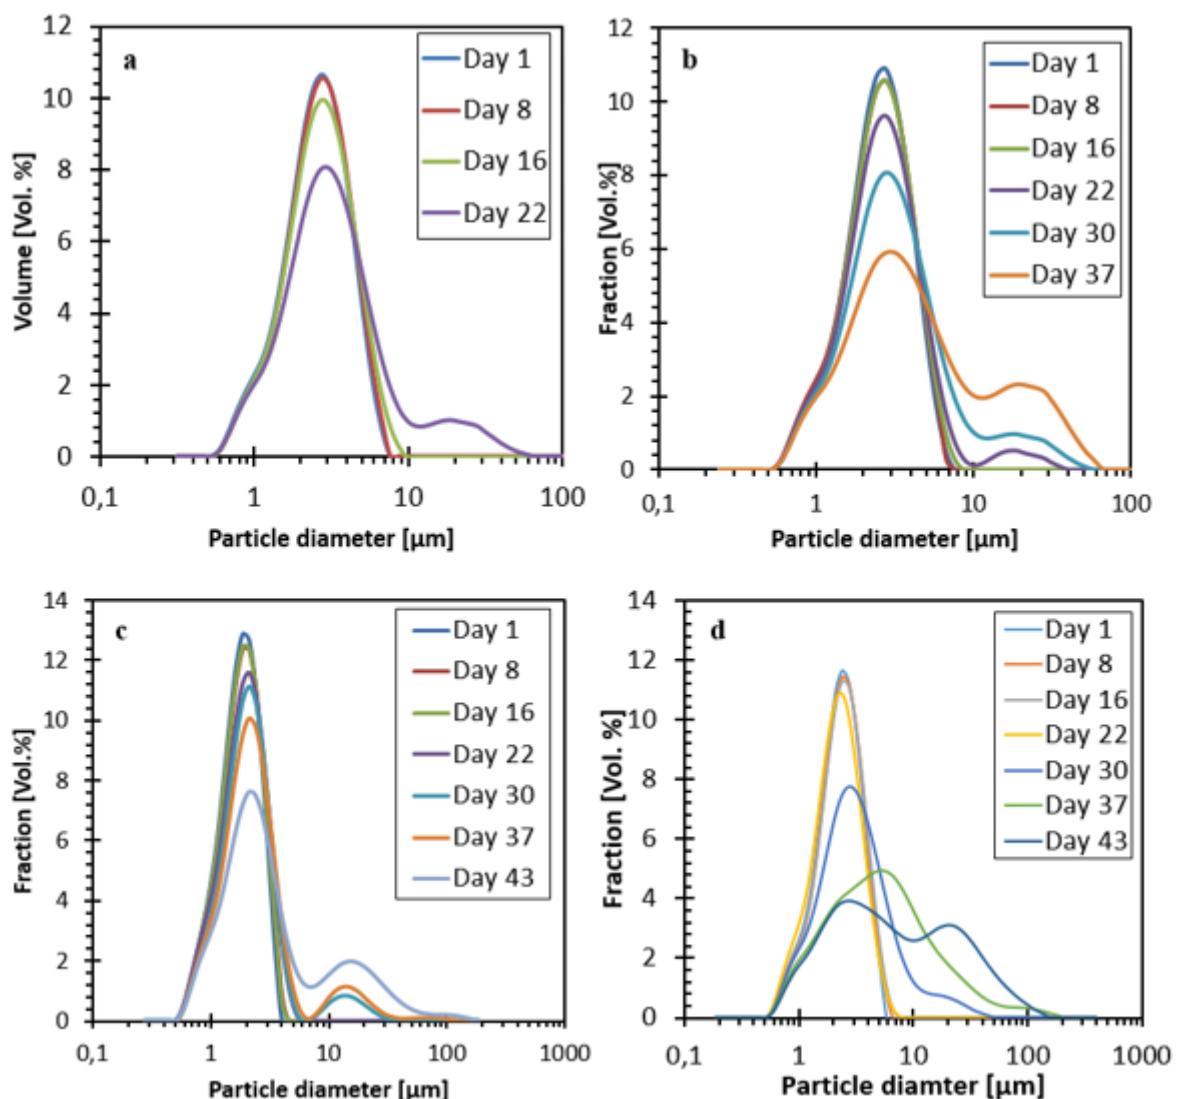 a
12
10
8
6
4
2
0
Volume [Vol. %]
0,1 1 10 100
Particle diameter [µm]
Day 1
Day 8
Day 16
Day 22
b
12
10
8
6
4
2
0
Fraction [Vol.%]
0,1 1 10 100
Particle diameter [µm]
Day 1
Day 8
Day 16
Day 22
Day 30
Day 37
c
14
12
10
8
6
4
2
0
Fraction [Vol.%]
0,1 1 10 100 1000
Particle diameter [µm]
Day 1
Day 8
Day 16
Day 22
Day 30
Day 37
Day 43
d
14
12
10
8
6
4
2
0
Fraction [Vol. %]
0,1 1 10 100 1000
Particle diamter [µm]
Day 1
Day 8
Day 16
Day 22
Day 30
Day 37
Day 43